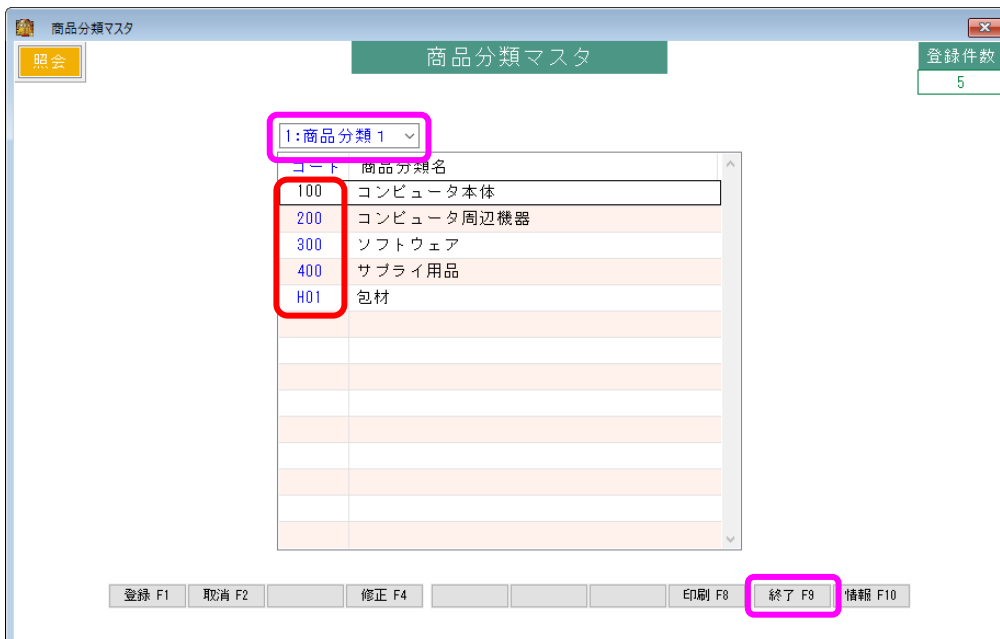 商品分類マスタ
照会
商品分類マスタ
登録件数
5
1:商品分類1
コード 商品分類名
100 コンピュータ本体
200 コンピュータ周辺機器
300 ソフトウェア
400 サプライ用品
H01 包材
登録 F1 取消 F2 修正 F4 印刷 F8 終了 F9 情報 F10